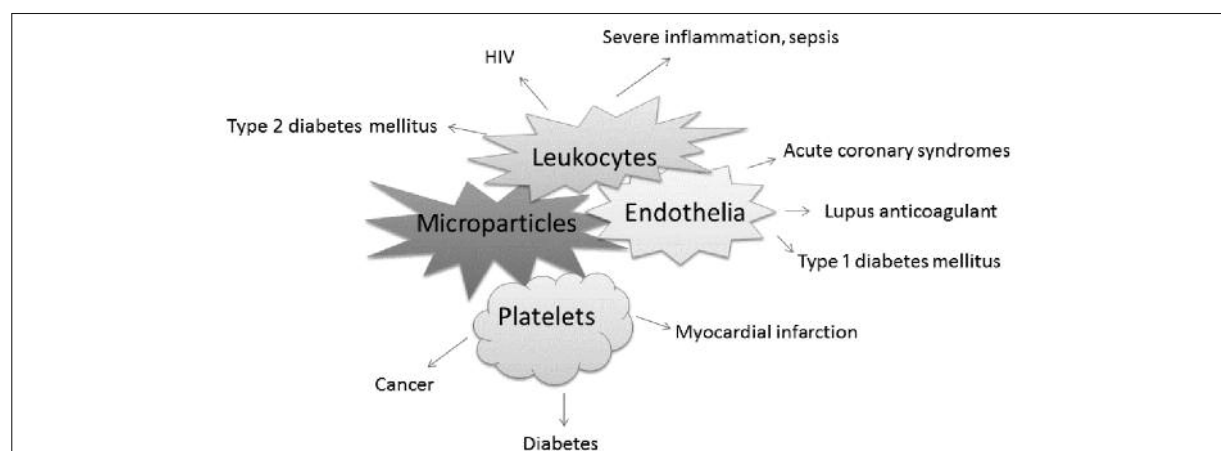 Severe inflammation, sepsis
HIV
Type 2 diabetes mellitus
Leukocytes
Acute coronary syndromes
Microparticles
Endothelia
Lupus anticoagulant
Type 1 diabetes mellitus
Platelets
Myocardial infarction
Cancer
Diabetes